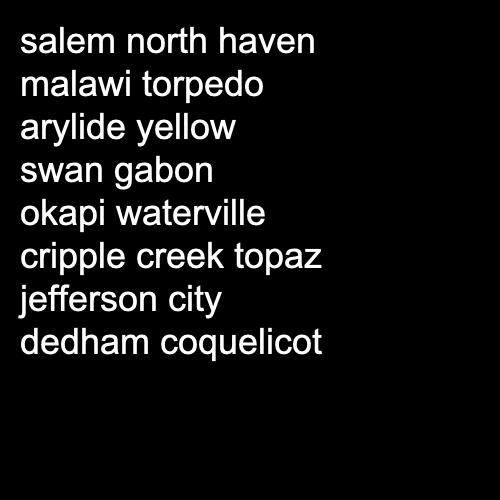 salem north haven
malawi torpedo
arylide yellow
swan gabon
okapi waterville
cripple creek topaz
jefferson city
dedham coquelicot